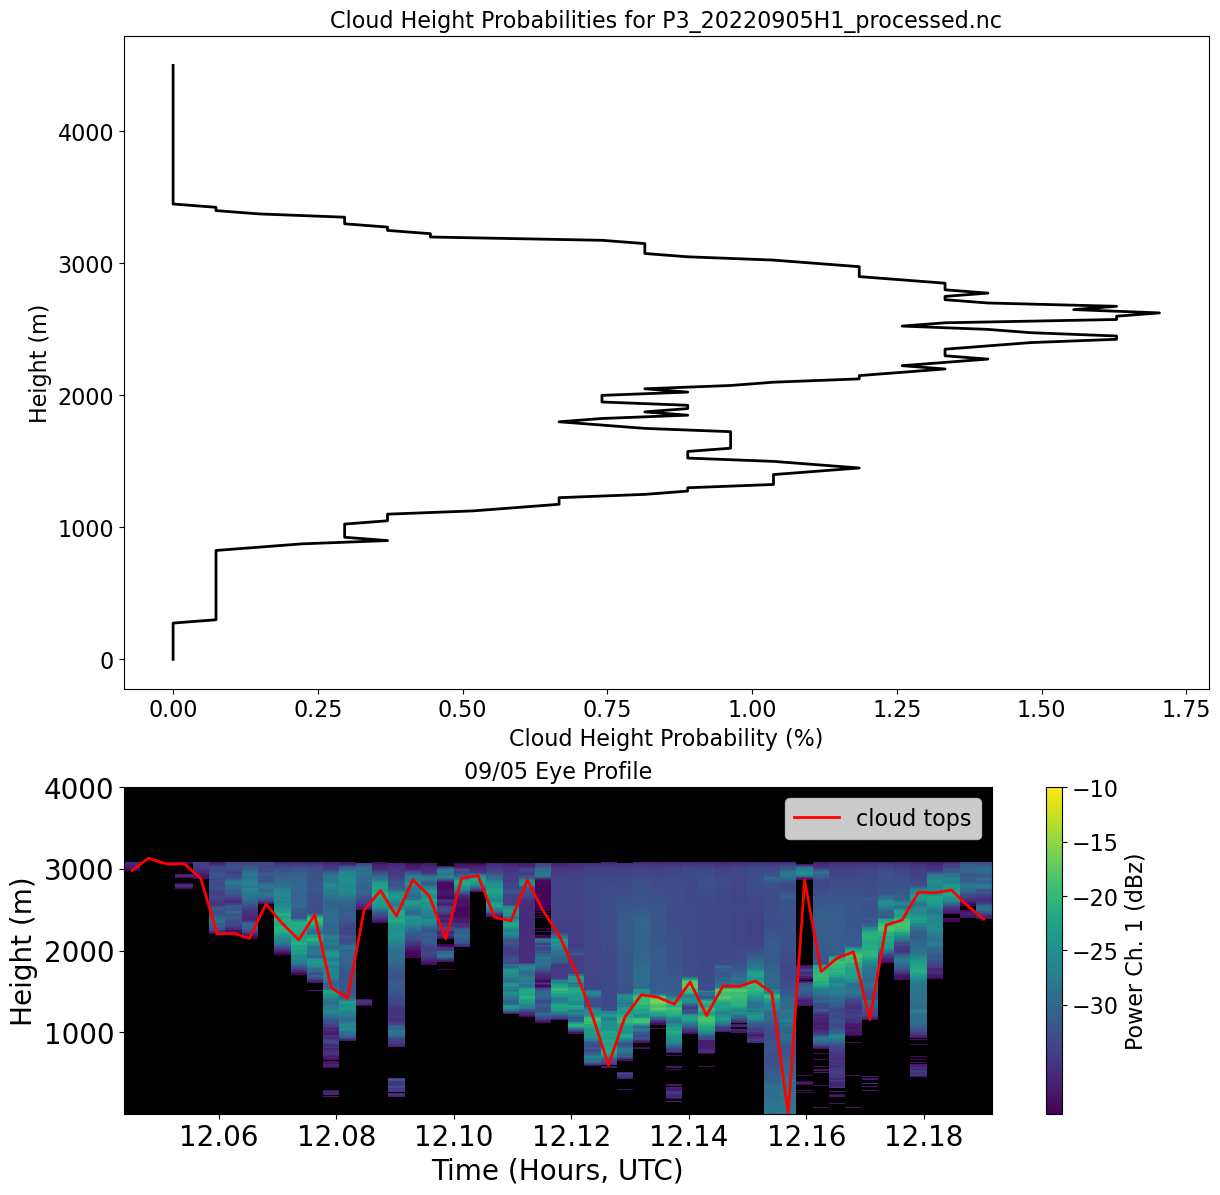 Cloud Height Probabilities for P3_20220905H1_processed.nc
4000
3000
2000
1000
0
Height (m)
0.00 0.25 0.50 0.75 1.00 1.25 1.50 1.75
Cloud Height Probability (%)
09/05 Eye Profile
4000
3000
2000
1000
Height (m)
cloud tops
12.06 12.08 12.10 12.12 12.14 12.16 12.18
Time (Hours, UTC)
−10
−15
−20
−25
−30
Power Ch. 1 (dBz)